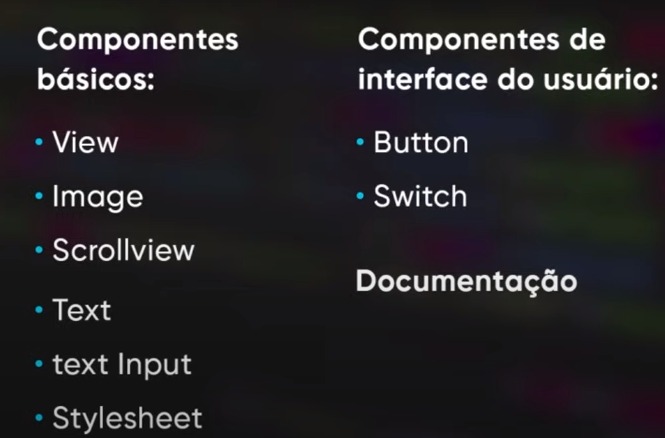 Componentes
básicos:
• View
• Image
• Scrollview
• Text
• text Input
• Stylesheet
Componentes de
interface do usuário:
• Button
• Switch
Documentação